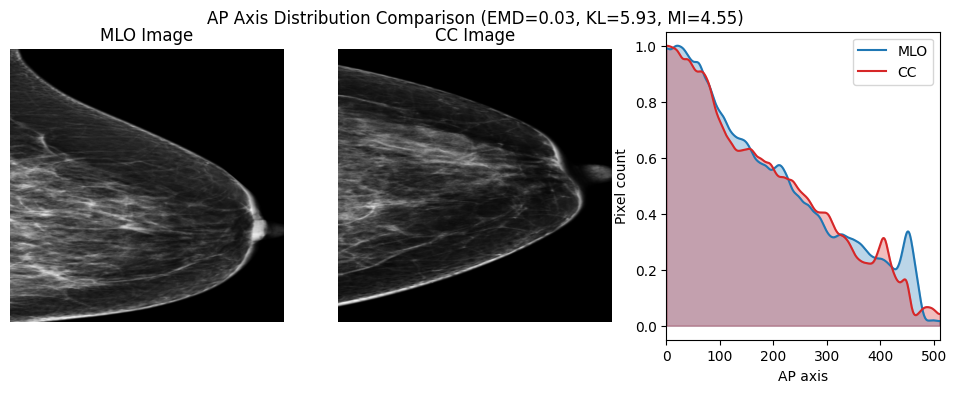 AP Axis Distribution Comparison (EMD=0.03, KL=5.93, MI=4.55)
MLO Image
CC Image
MLO
CC
1.0
0.8
0.6
0.4
0.2
0.0
Pixel count
0 100 200 300 400 500
AP axis